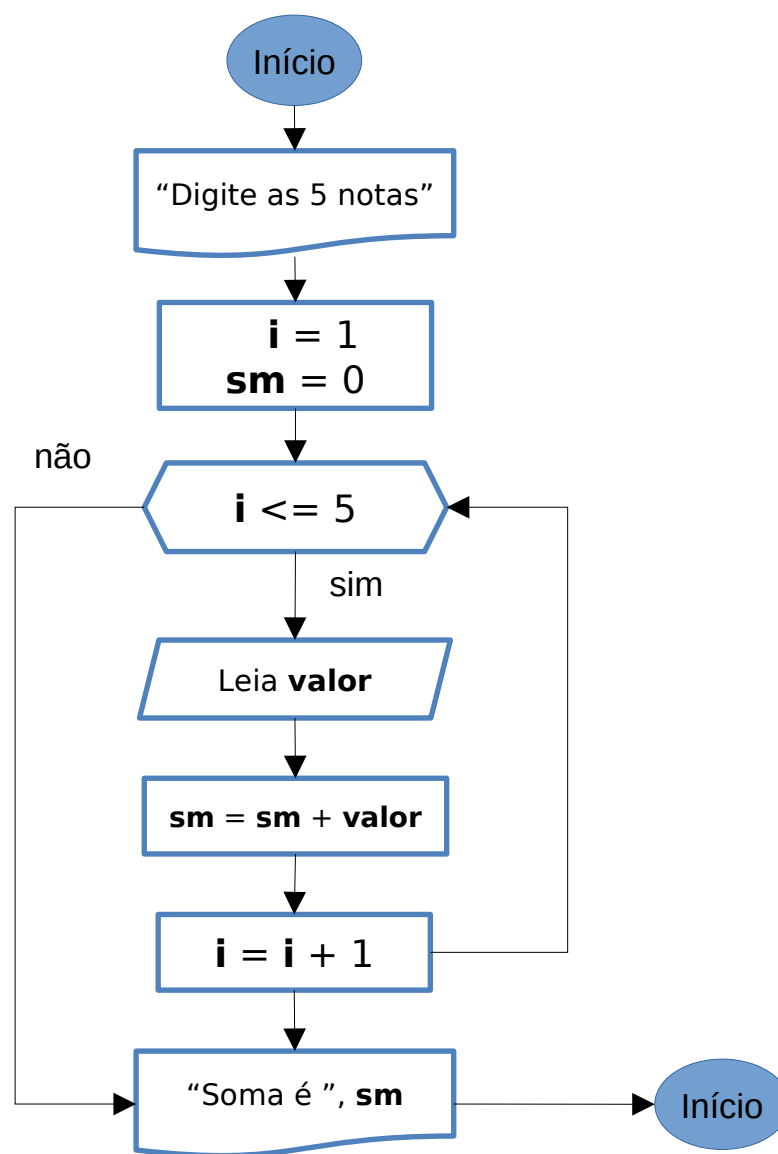 Início
“Digite as 5 notas”
i = 1
sm = 0
não
i <= 5
sim
Leia valor
sm = sm + valor
i = i + 1
“Soma é ”, sm
Início